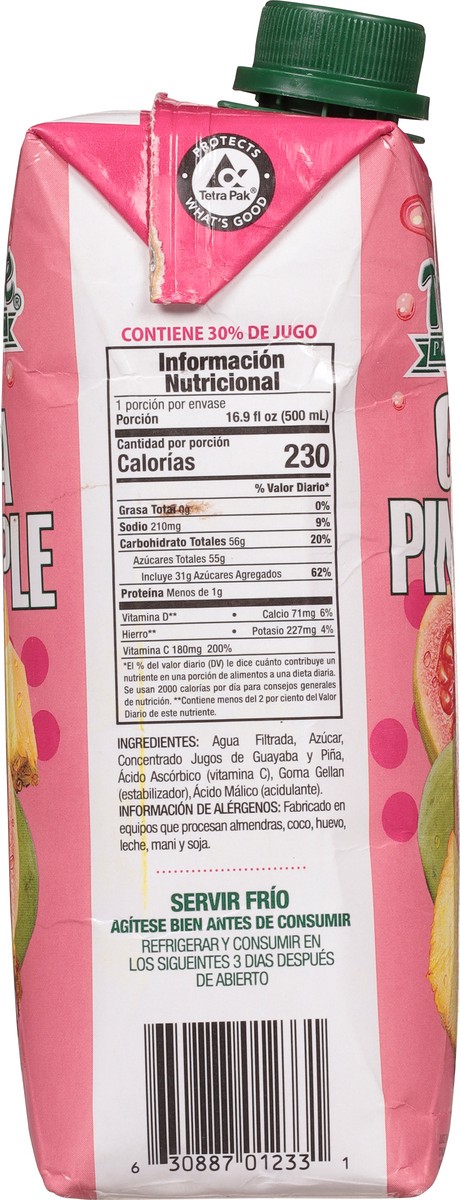 PROTECTS
Tetra Pak®
WHAT'S GOOD
CONTIENE 30% DE JUGO
Información
Nutricional
1 porción por envase
Porción 16.9 fl oz (500 mL)
Cantidad por porción
Calorías 230
% Valor Diario*
Grasa Total 0g 0%
Sodio 210mg 9%
Carbohidrato Totales 56g 20%
Azúcares Totales 55g
Incluye 31g Azúcares Agregados 62%
Proteína Menos de 1g
Vitamina D** • Calcio 71mg 6%
Hierro** • Potasio 227mg 4%
Vitamina C 180mg 200%
*El % del valor diario (DV) le dice cuánto contribuye un
nutriente en una porción de alimentos a una dieta diaria.
Se usan 2000 calorías por día para consejos generales
de nutrición. **Contiene menos del 2 por ciento del Valor
Diario de este nutriente.
INGREDIENTES: Agua Filtrada, Azúcar,
Concentrado Jugos de Guayaba y Piña,
Ácido Ascórbico (vitamina C), Goma Gellan
(estabilizador), Ácido Málico (acidulante).
INFORMACIÓN DE ALÉRGENOS: Fabricado en
equipos que procesan almendras, coco, huevo,
leche, mani y soja.
SERVIR FRÍO
AGÍTESE BIEN ANTES DE CONSUMIR
REFRIGERAR Y CONSUMIR EN
LOS SIGUEINTES 3 DIAS DESPUÉS
DE ABIERTO
6 30887 01233 1
A
PLE
PIN